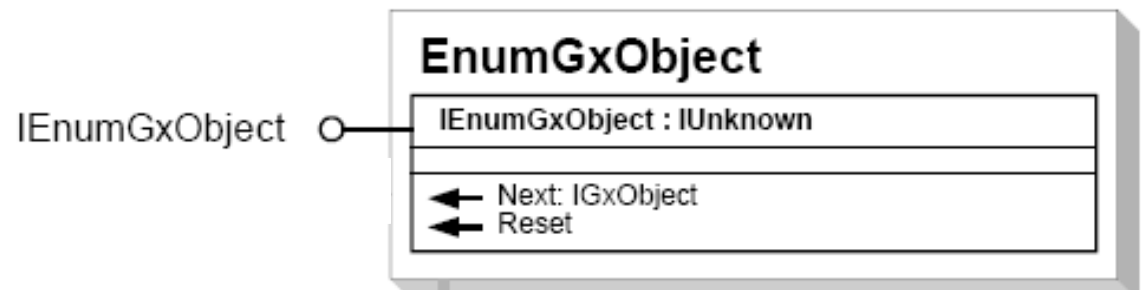 EnumGxObject
IEnumGxObject
IEnumGxObject : IUnknown
Next: IGxObject
Reset